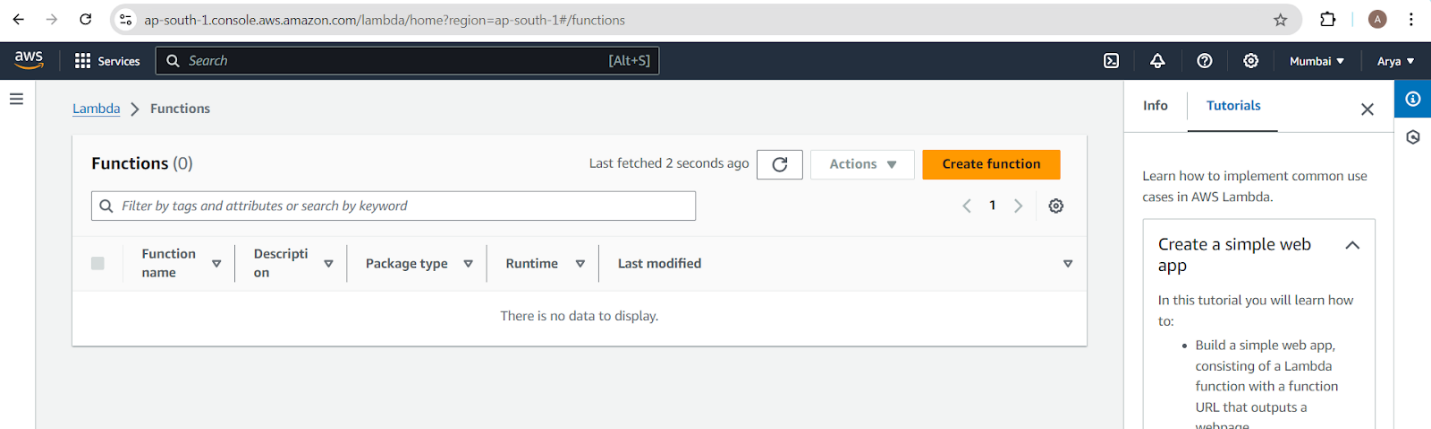 ap-south-1.console.aws.amazon.com/lambda/home?region=ap-south-1#/functions
A
aws
Services
Search
[Alt+S]
Mumbai ▼
Arya ▼
Lambda > Functions
Info
Tutorials
Functions (0)
Last fetched 2 seconds ago
Actions ▼
Create function
Filter by tags and attributes or search by keyword
1
Function
name
Descripti
on
Package type
Runtime
Last modified
There is no data to display.
Learn how to implement common use
cases in AWS Lambda.
Create a simple web
app
In this tutorial you will learn how
to:
• Build a simple web app,
consisting of a Lambda
function with a function
URL that outputs a
webpage